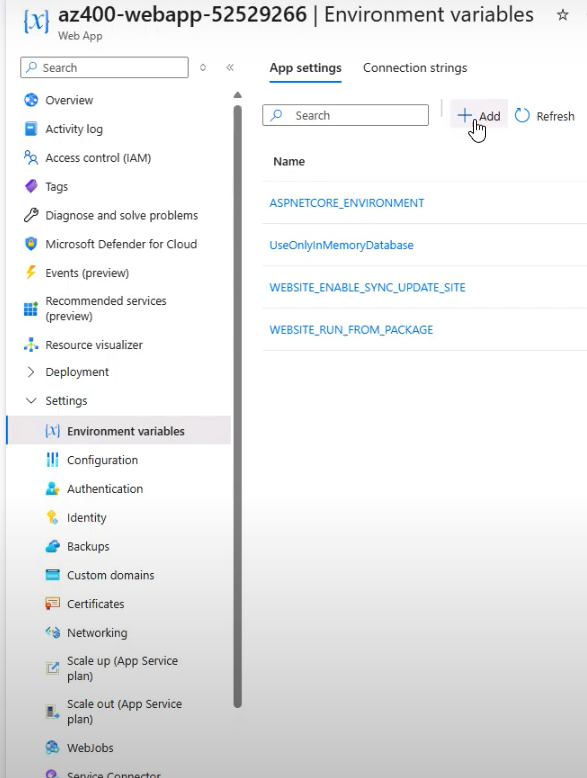 {x} az400-webapp-52529266 | Environment variables ☆
Web App
Search
App settings
Connection strings
Search
+ Add
Refresh
Name
ASPNETCORE_ENVIRONMENT
UseOnlyInMemoryDatabase
WEBSITE_ENABLE_SYNC_UPDATE_SITE
WEBSITE_RUN_FROM_PACKAGE
Overview
Activity log
Access control (IAM)
Tags
Diagnose and solve problems
Microsoft Defender for Cloud
Events (preview)
Recommended services
(preview)
Resource visualizer
Deployment
Settings
Environment variables
Configuration
Authentication
Identity
Backups
Custom domains
Certificates
Networking
Scale up (App Service
plan)
Scale out (App Service
plan)
WebJobs
Service Connector